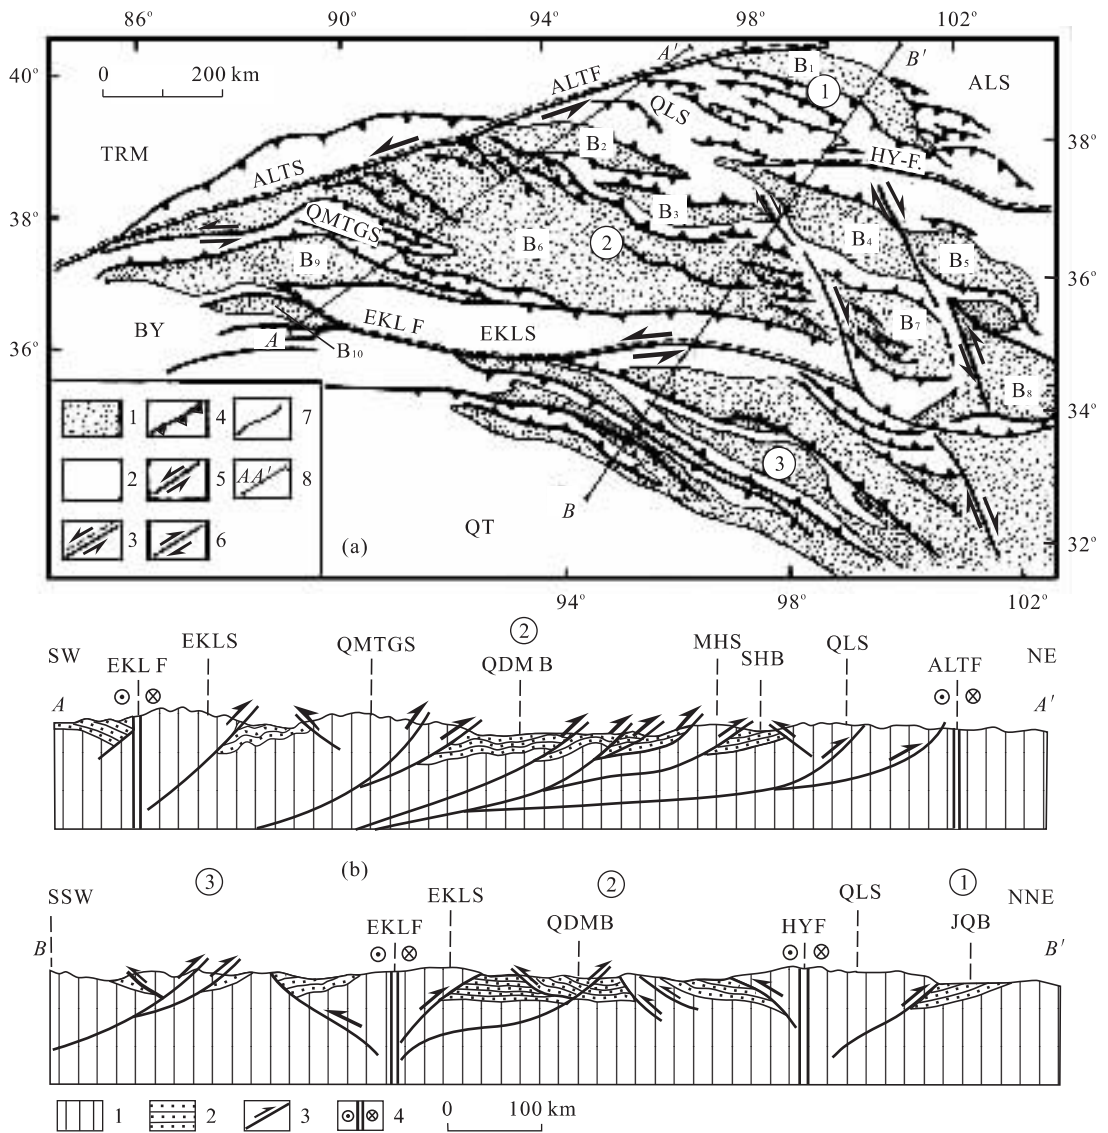 86° 90° 94° 98° 102°
40°
0 200 km
A′
B′
ALTF
B₁
①
ALS
QLS
38°
TRM
B₂
HY-F.
ALTS
38°
QMTGS
B₃
B₆
②
B₄
B₅
B₉
36°
BY
EKL F
EKLS
B₇
A
B₁₀
36°
B₈
34°
1 4 7
③
2 5 AA′ 8
B
QT
3 6
(a)
32°
94° 98° 102°
②
SW EKLS QMTGS MHS QLS NE
EKL F QDM B SHB ALTF
A A′
(b)
③ ② ①
SSW EKLS QLS NNE
EKLF QDMB HYF JQB
B B′
1 2 3 4 0 100 km